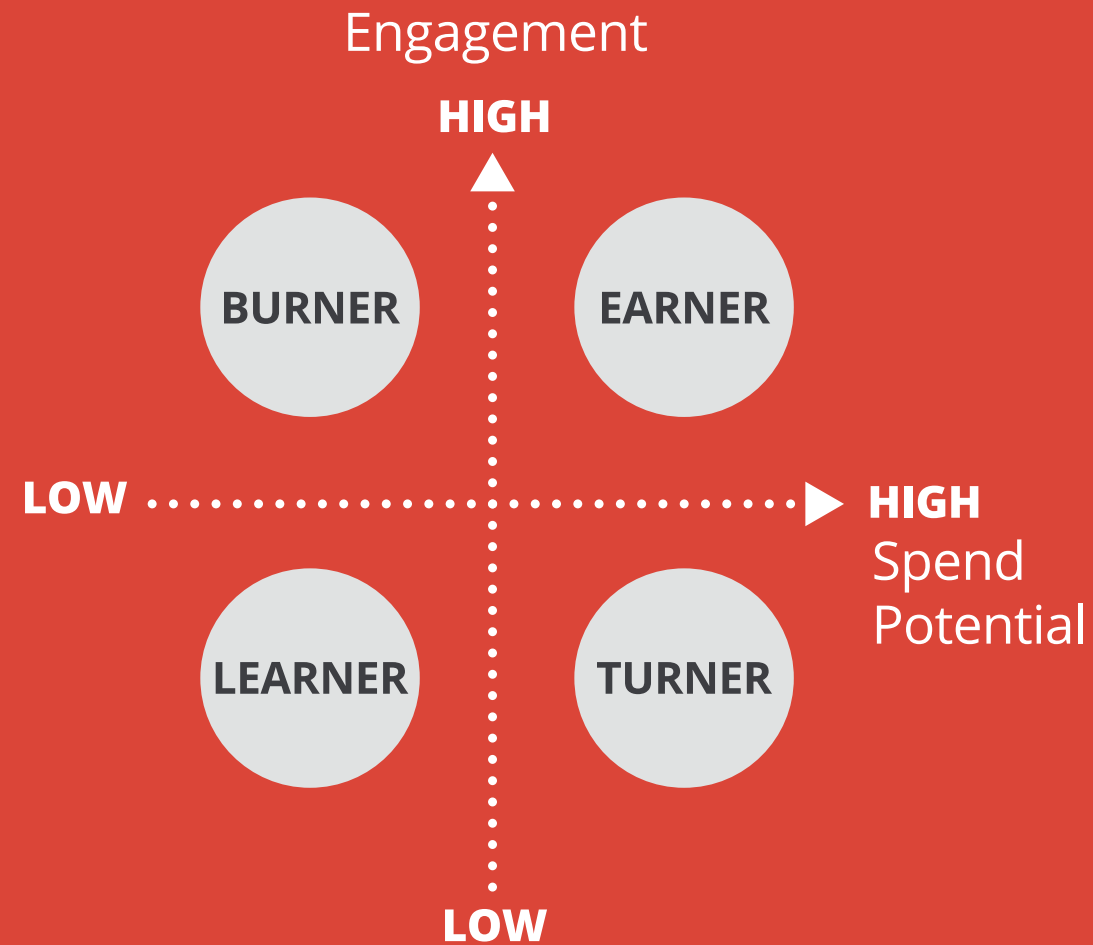 Engagement
HIGH
BURNER
EARNER
LOW
HIGH
Spend
Potential
LEARNER
TURNER
LOW